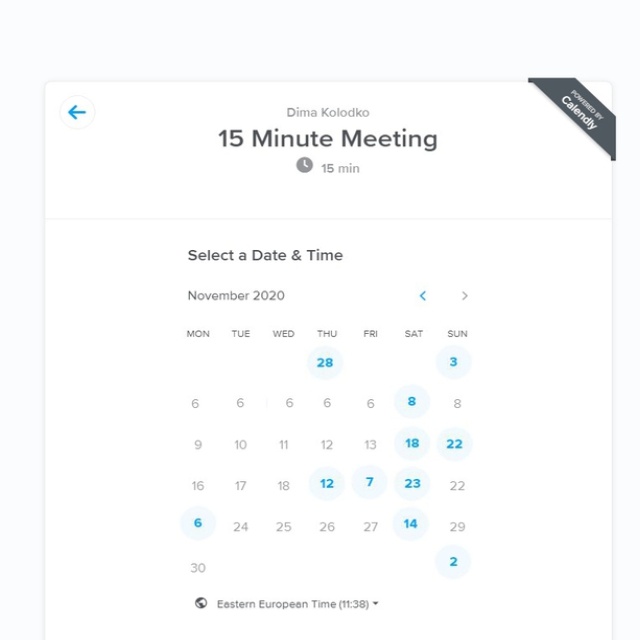 POWERED BY
Calendly
Dima Kolodko
15 Minute Meeting
15 min
Select a Date & Time
November 2020
MON TUE WED THU FRI SAT SUN
28 3
6 6 6 6 6 8 8
9 10 11 12 13 18 22
16 17 18 12 7 23 22
6 24 25 26 27 14 29
30 2
Eastern European Time (11:38)